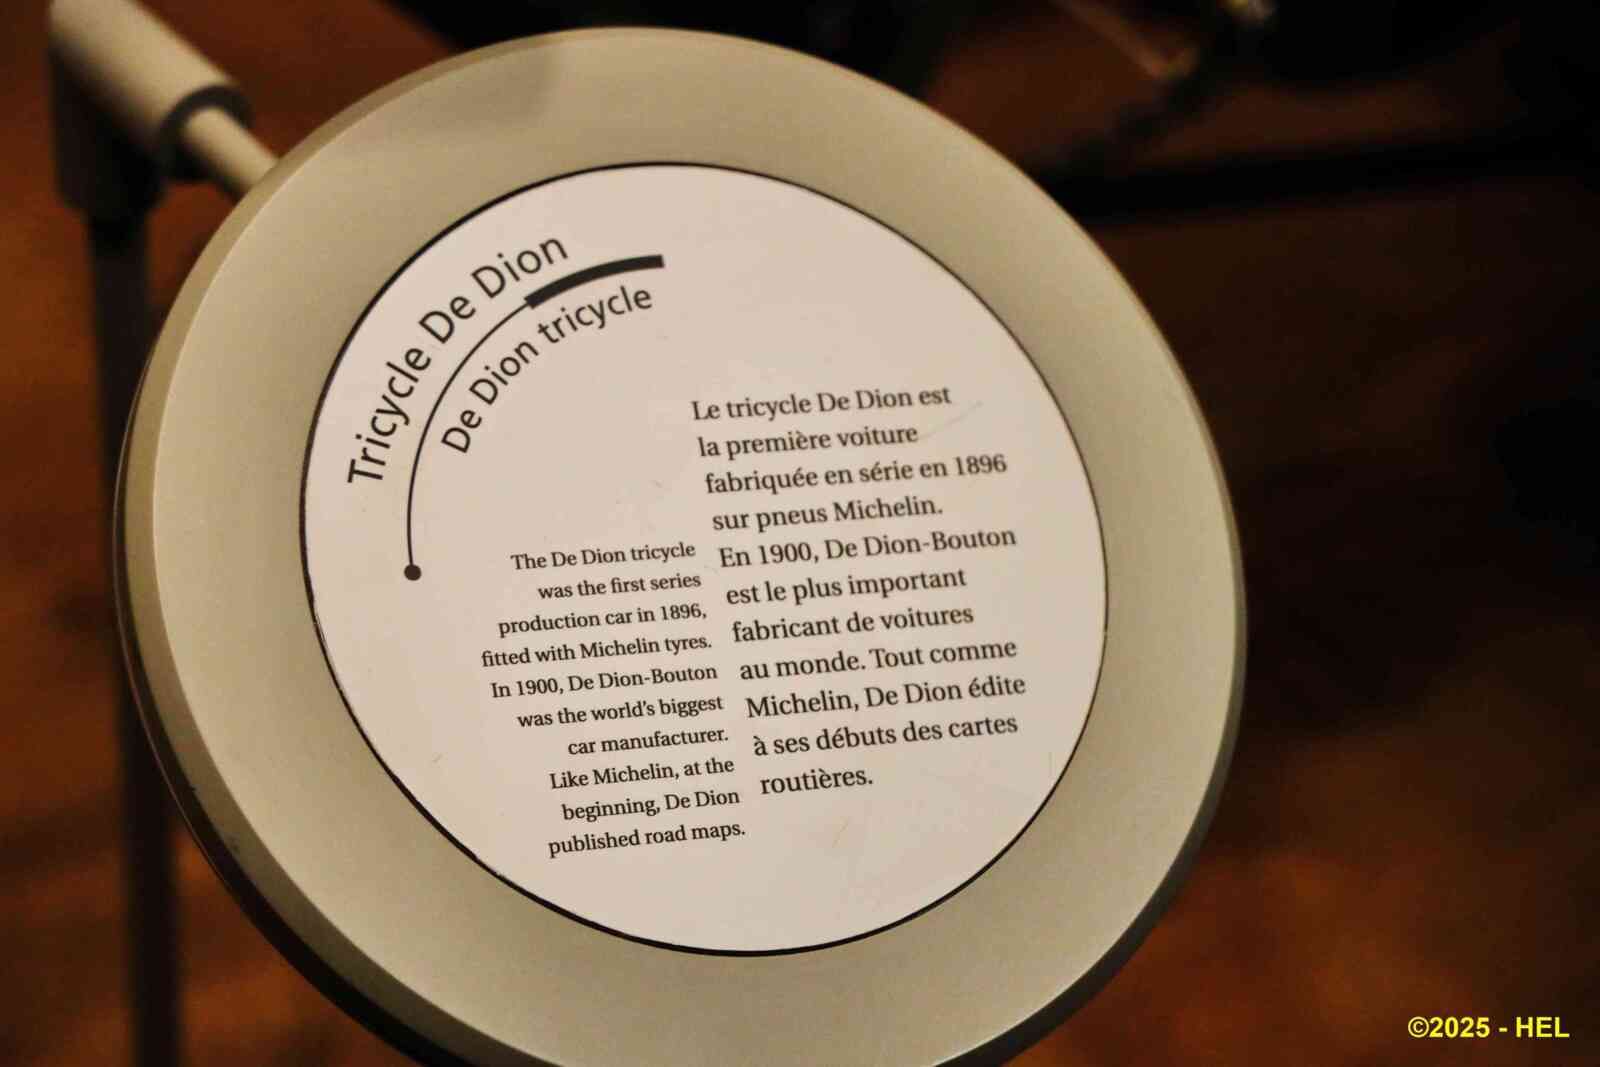 Tricycle De Dion
De Dion tricycle
Le tricycle De Dion est
la première voiture
fabriquée en série en 1896
sur pneus Michelin.
En 1900, De Dion-Bouton
est le plus important
fabricant de voitures
au monde. Tout comme
Michelin, De Dion édite
à ses débuts des cartes
routières.
The De Dion tricycle
was the first series
production car in 1896,
fitted with Michelin tyres.
In 1900, De Dion-Bouton
was the world's biggest
car manufacturer.
Like Michelin, at the
beginning, De Dion
published road maps.
©2025 - HEL